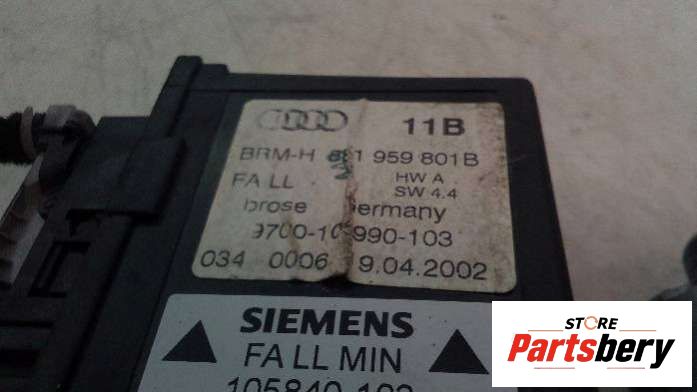 11B
BRM-H 959 801B
FA LL HW A
SW 4.4
brose Germany
990-103
034 0006 9.04.2002
SIEMENS
FA LL MIN
STORE
Partsbery